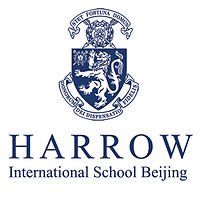 STET FORTUNA DOMUS
DONORUM DEI DISPENSATIO FIDELIS
HARROW
International School Beijing